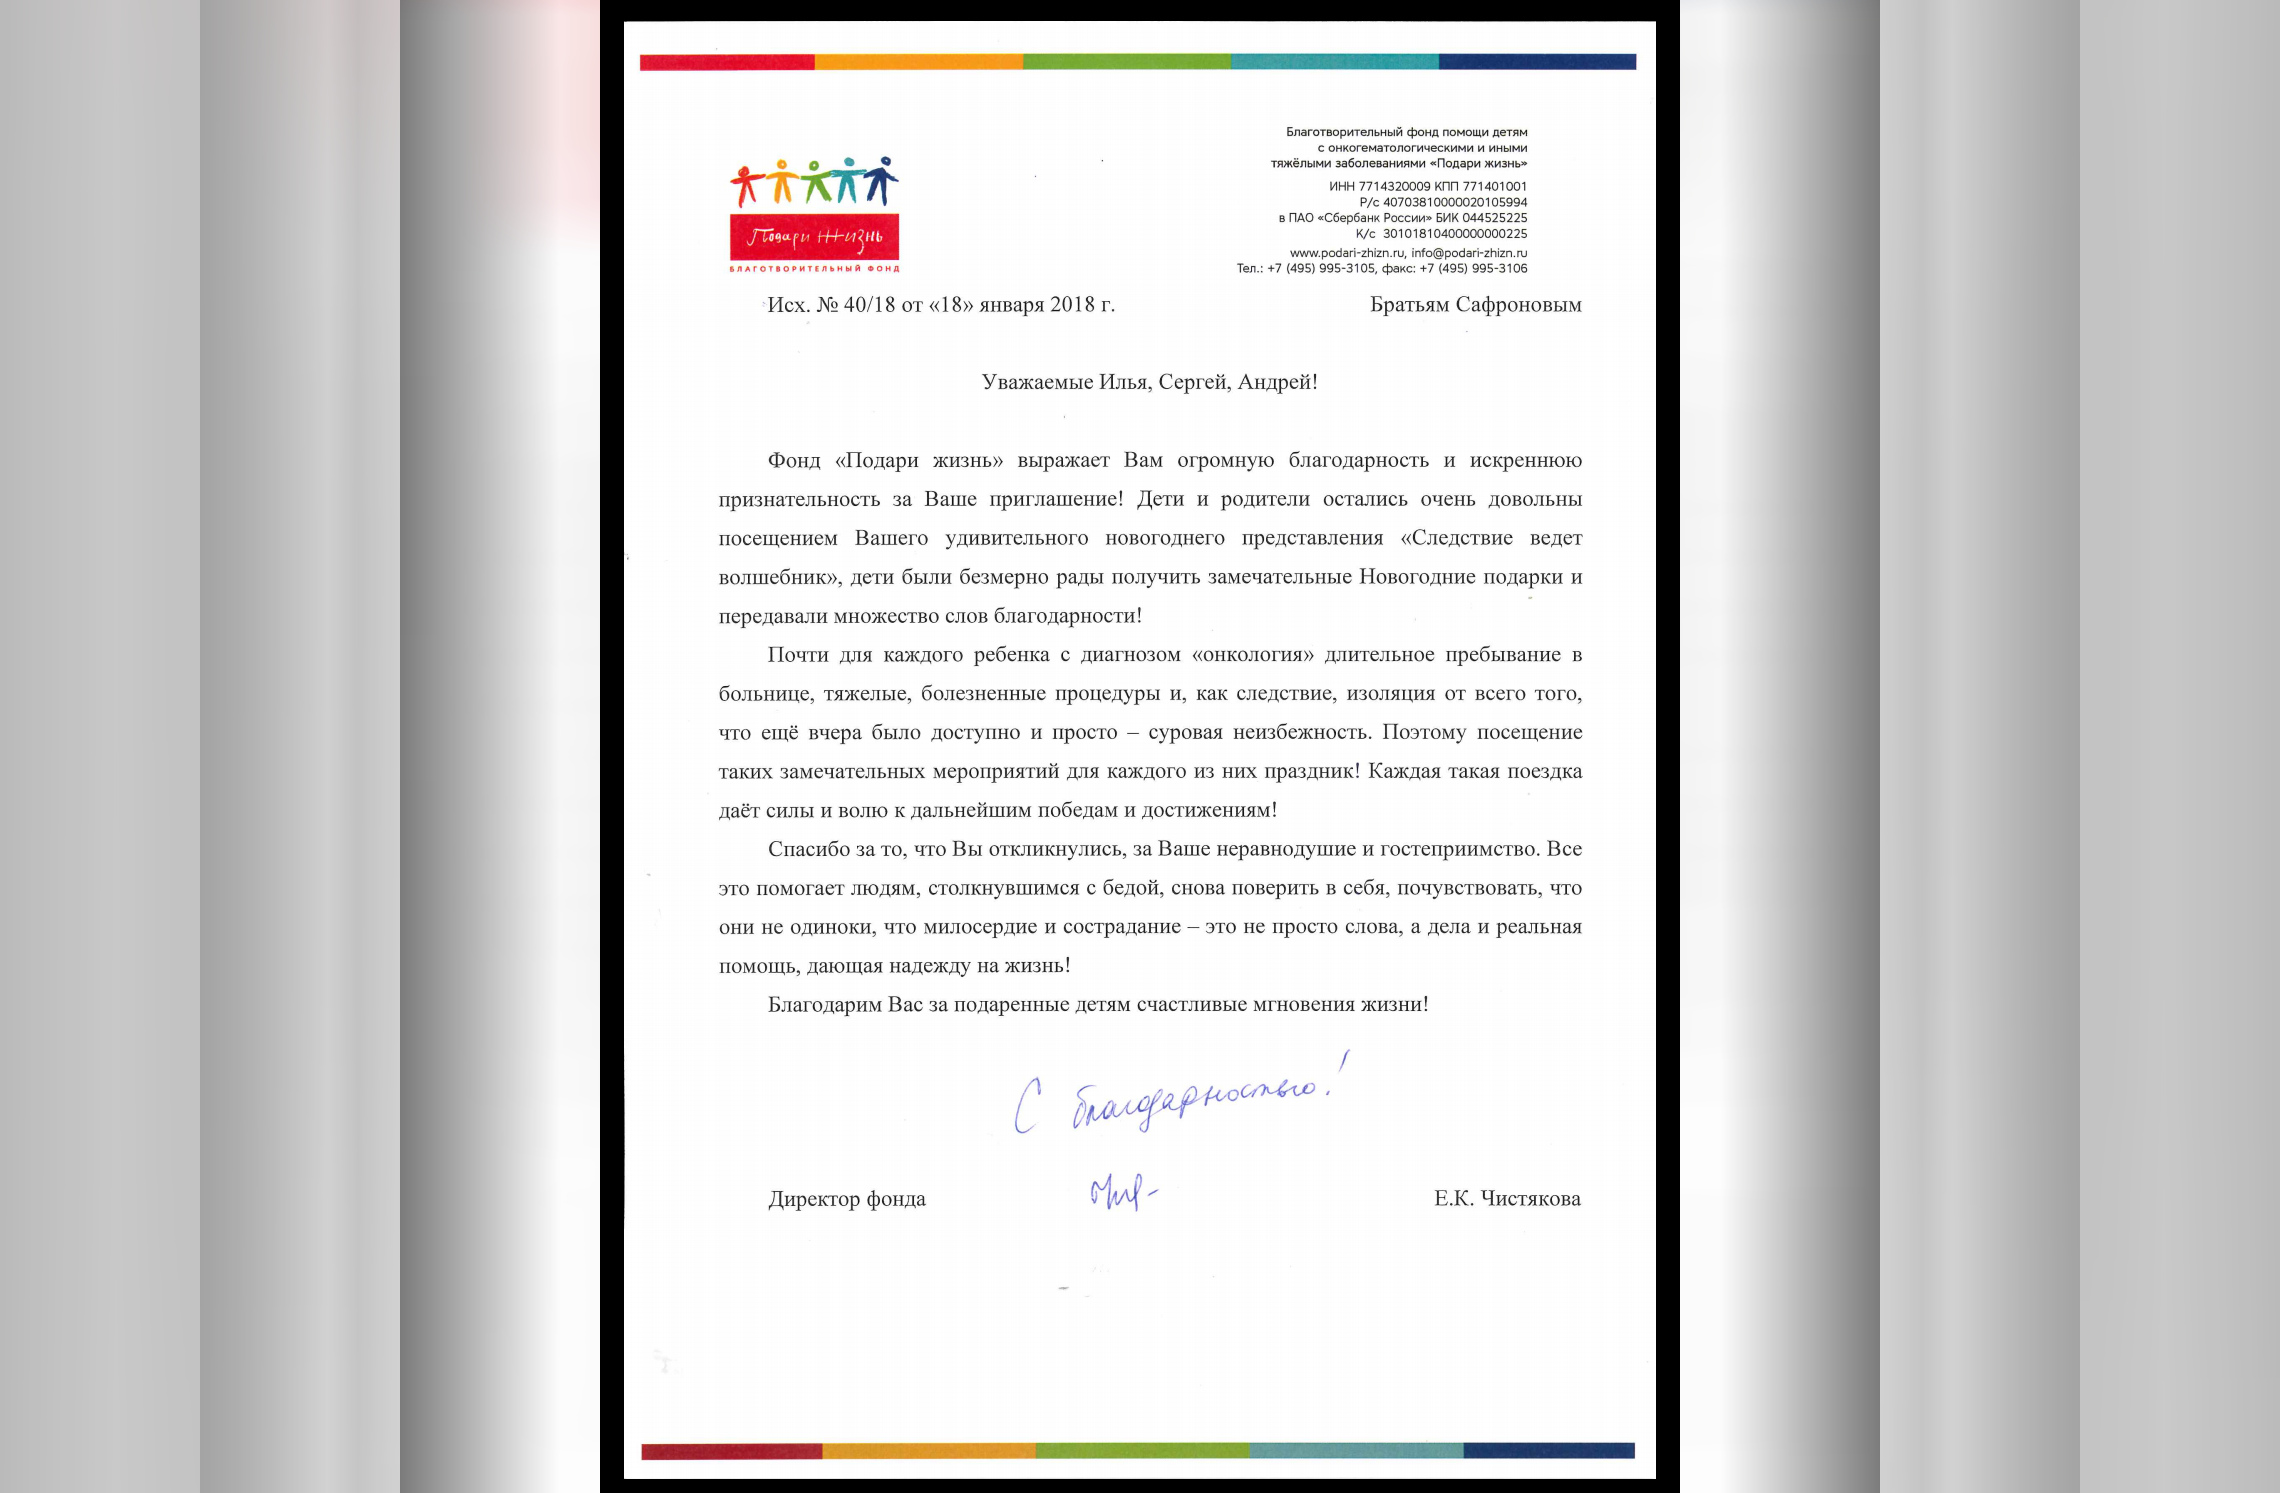 Подари жизнь
БЛАГОТВОРИТЕЛЬНЫЙ ФОНД
Благотворительный фонд помощи детям
с онкогематологическими и иными
тяжёлыми заболеваниями «Подари жизнь»
ИНН 7714320009 КПП 771401001
Р/с 40703810000020105994
в ПАО «Сбербанк России» БИК 044525225
К/с 30101810400000000225
www.podari-zhizn.ru, info@podari-zhizn.ru
Тел.: +7 (495) 995-3105, факс: +7 (495) 995-3106
Исх. № 40/18 от «18» января 2018 г. Братьям Сафроновым
Уважаемые Илья, Сергей, Андрей!
Фонд «Подари жизнь» выражает Вам огромную благодарность и искреннюю
признательность за Ваше приглашение! Дети и родители остались очень довольны
посещением Вашего удивительного новогоднего представления «Следствие ведет
волшебник», дети были безмерно рады получить замечательные Новогодние подарки и
передавали множество слов благодарности!
Почти для каждого ребенка с диагнозом «онкология» длительное пребывание в
больнице, тяжелые, болезненные процедуры и, как следствие, изоляция от всего того,
что ещё вчера было доступно и просто – суровая неизбежность. Поэтому посещение
таких замечательных мероприятий для каждого из них праздник! Каждая такая поездка
даёт силы и волю к дальнейшим победам и достижениям!
Спасибо за то, что Вы откликнулись, за Ваше неравнодушие и гостеприимство. Все
это помогает людям, столкнувшимся с бедой, снова поверить в себя, почувствовать, что
они не одиноки, что милосердие и сострадание – это не просто слова, а дела и реальная
помощь, дающая надежду на жизнь!
Благодарим Вас за подаренные детям счастливые мгновения жизни!
С благодарностью!
Директор фонда Е.К. Чистякова